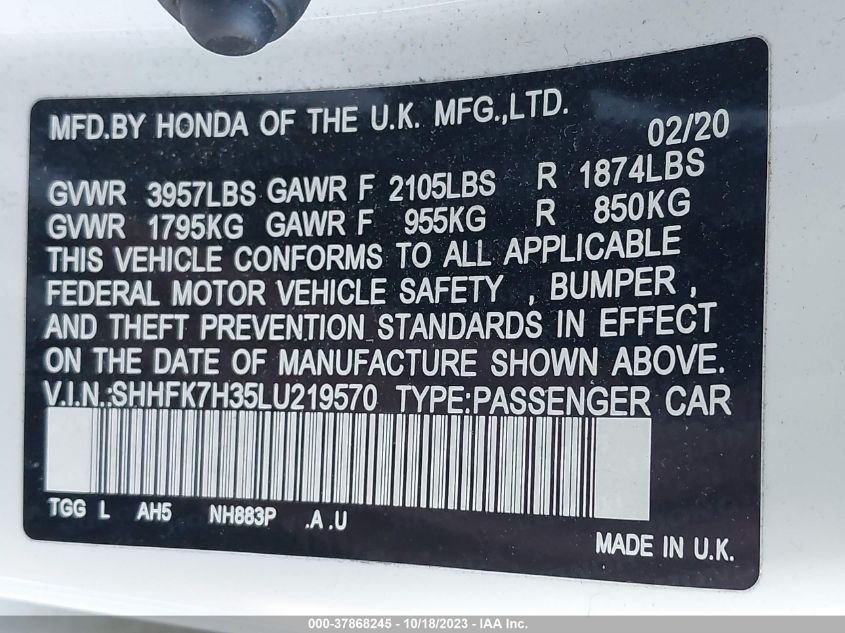 MFD.BY HONDA OF THE U.K. MFG.,LTD.
02/20
GVWR 3957LBS GAWR F 2105LBS R 1874LBS
GVWR 1795KG GAWR F 955KG R 850KG
THIS VEHICLE CONFORMS TO ALL APPLICABLE
FEDERAL MOTOR VEHICLE SAFETY , BUMPER ,
AND THEFT PREVENTION STANDARDS IN EFFECT
ON THE DATE OF MANUFACTURE SHOWN ABOVE.
V.I.N.:SHHFK7H35LU219570 TYPE:PASSENGER CAR
TGG L AH5 NH883P .A .U
MADE IN U.K.
000-37868245 - 10/18/2023 - IAA Inc.